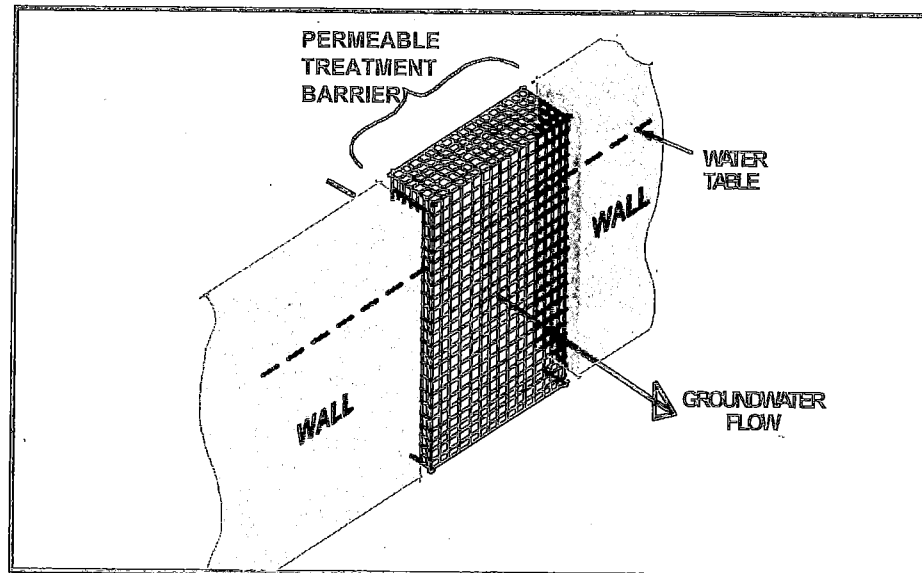 PERMEABLE
TREATMENT
BARRIER
WATER
TABLE
WALL
WALL
GROUNDWATER
FLOW